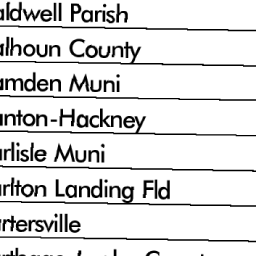 aldwell Parish
alhoun County
amden Muni
anton-Hackney
arlisle Muni
arlton Landing Fld
artersville